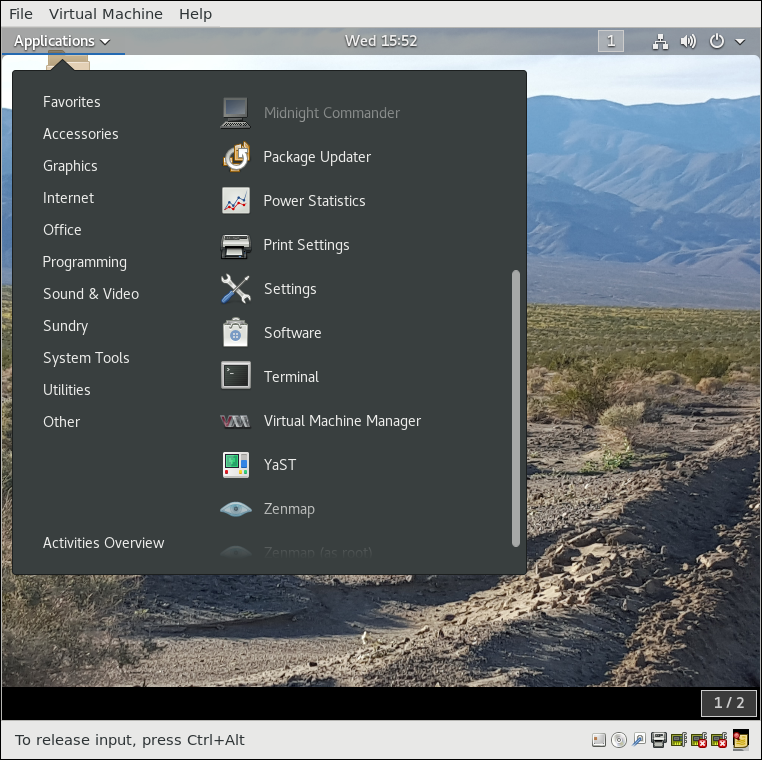 File Virtual Machine Help
Applications Wed 15:52 1
Favorites
Accessories
Graphics
Internet
Office
Programming
Sound & Video
Sundry
System Tools
Utilities
Other
Activities Overview
Midnight Commander
Package Updater
Power Statistics
Print Settings
Settings
Software
Terminal
Virtual Machine Manager
YaST
Zenmap
Zenmap (as root)
1 / 2
To release input, press Ctrl+Alt